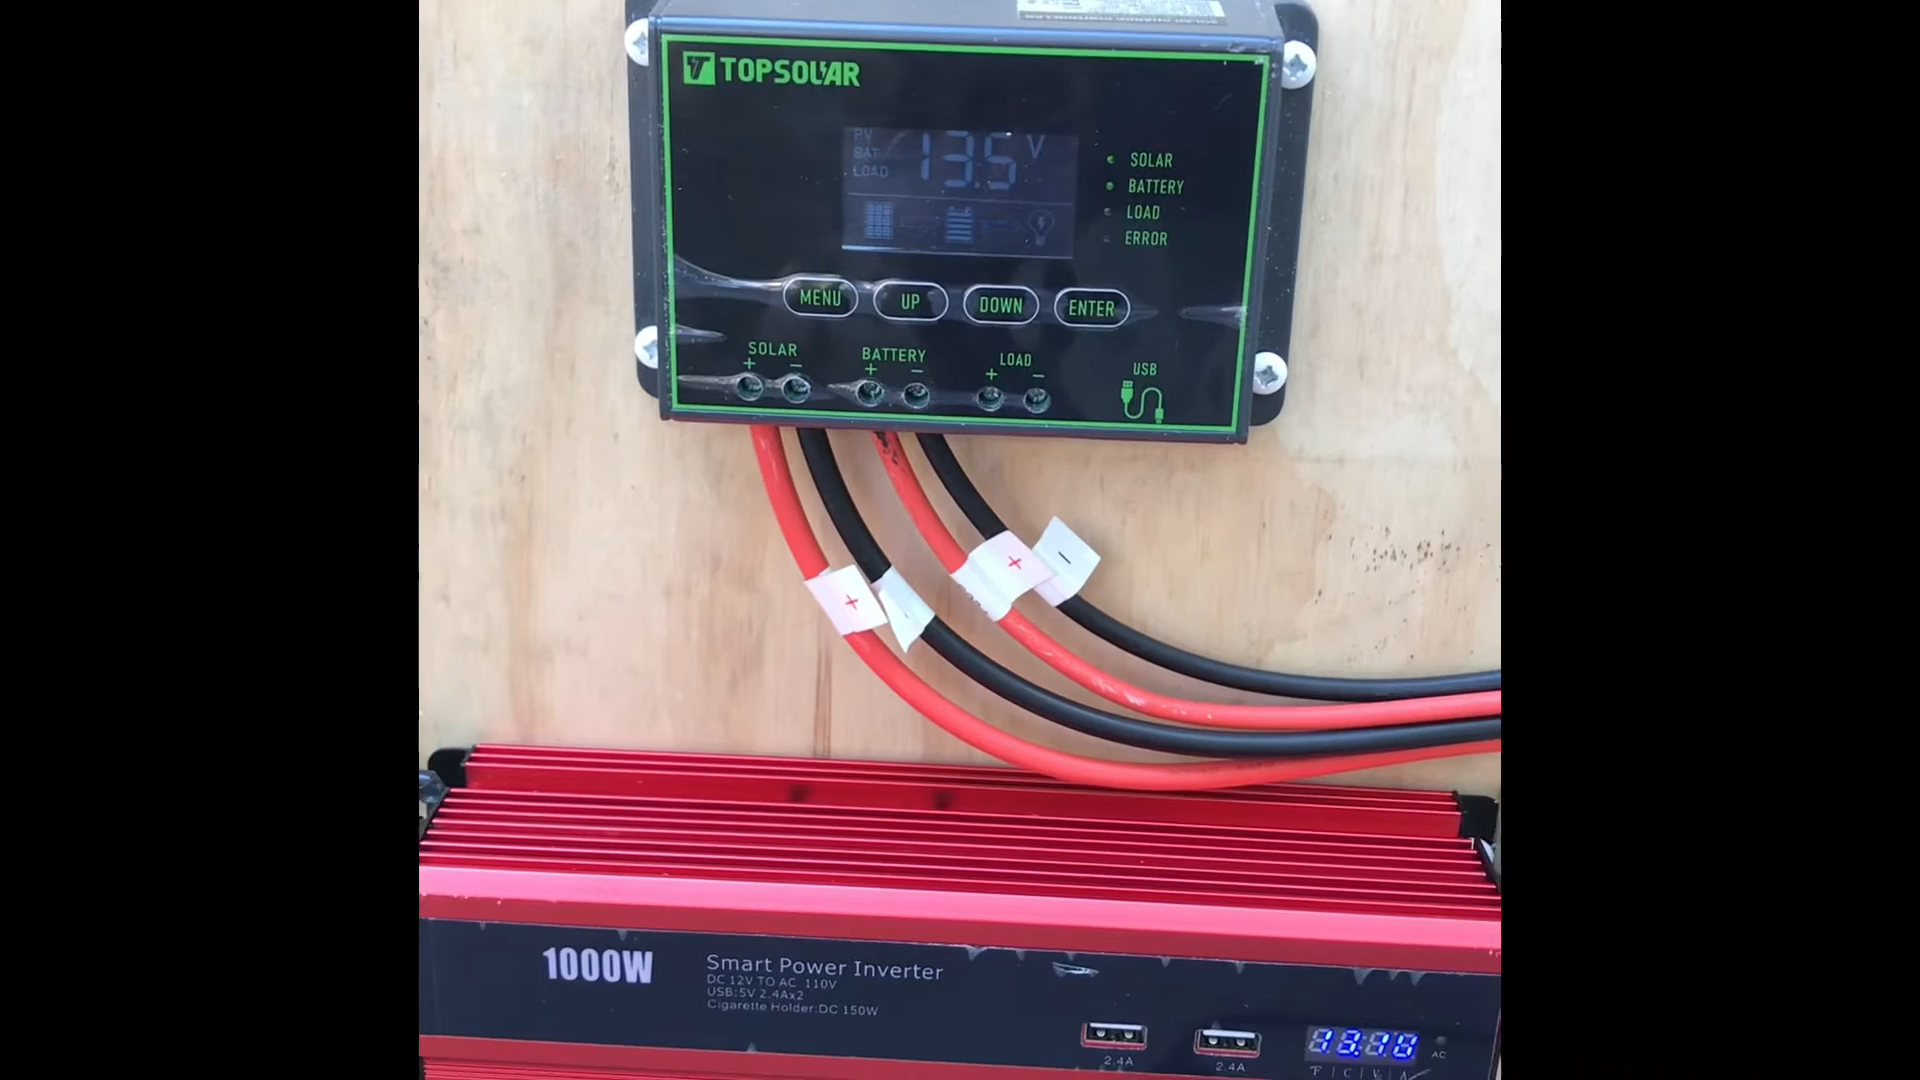 TOPSOLAR
PV
BAT
LOAD
13.5 V
SOLAR
BATTERY
LOAD
ERROR
MENU
UP
DOWN
ENTER
SOLAR
+ −
BATTERY
+ −
LOAD
+ −
USB
+
+
−
1000W
Smart Power Inverter
DC 12V TO AC 110V
USB:5V 2.4Ax2
Cigarette Holder:DC 150W
2.4A
2.4A
AC
°F | C | V | A